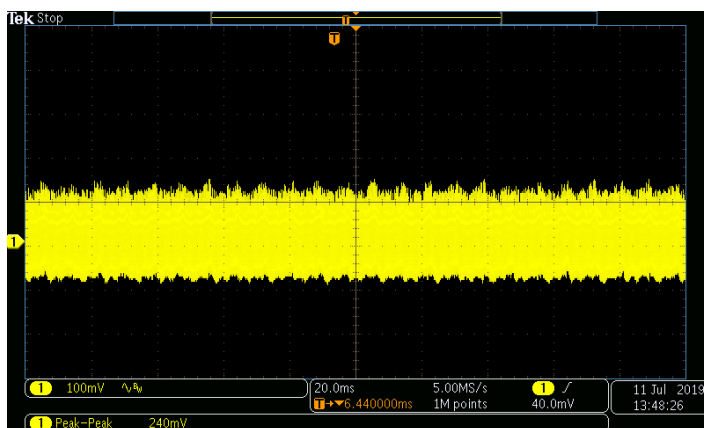 Tek Stop
T
T
1
1 100mV ∿ BW
20.0ms 5.00MS/s 1 ∫
T→▼6.440000ms 1M points 40.0mV
11 Jul 2019
13:48:26
1 Peak-Peak 240mV